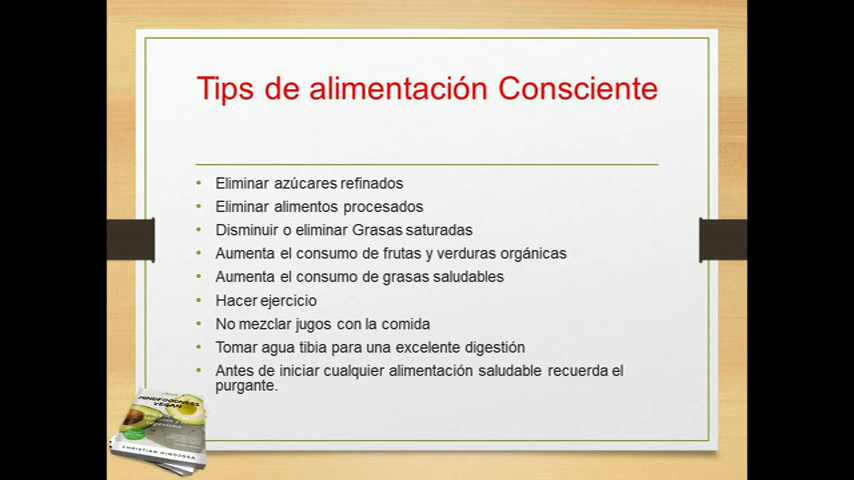 Tips de alimentación Consciente
• Eliminar azúcares refinados
• Eliminar alimentos procesados
• Disminuir o eliminar Grasas saturadas
• Aumenta el consumo de frutas y verduras orgánicas
• Aumenta el consumo de grasas saludables
• Hacer ejercicio
• No mezclar jugos con la comida
• Tomar agua tibia para una excelente digestión
• Antes de iniciar cualquier alimentación saludable recuerda el
purgante.
MINDFOODNESS
VEGAN
CHRISTIAN HINOJOSA